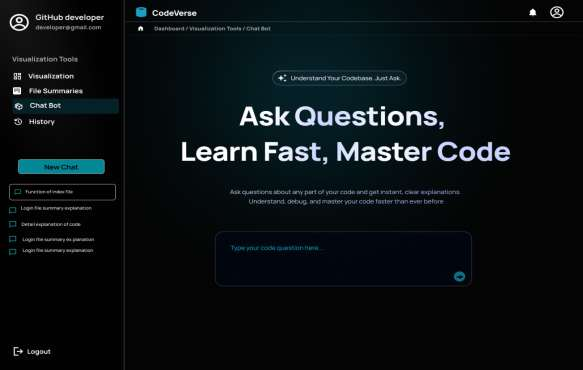 GitHub developer
developer@gmail.com
Visualization Tools
Visualization
File Summaries
Chat Bot
History
New Chat
Function of index file
Login file summary explanation
Detail explanation of code
Login file summary explanation
Login file summary explanation
Logout
CodeVerse
Dashboard / Visualization Tools / Chat Bot
Understand Your Codebase. Just Ask.
Ask Questions,
Learn Fast, Master Code
Ask questions about any part of your code and get instant, clear explanations.
Understand, debug, and master your code faster than ever before
Type your code question here...